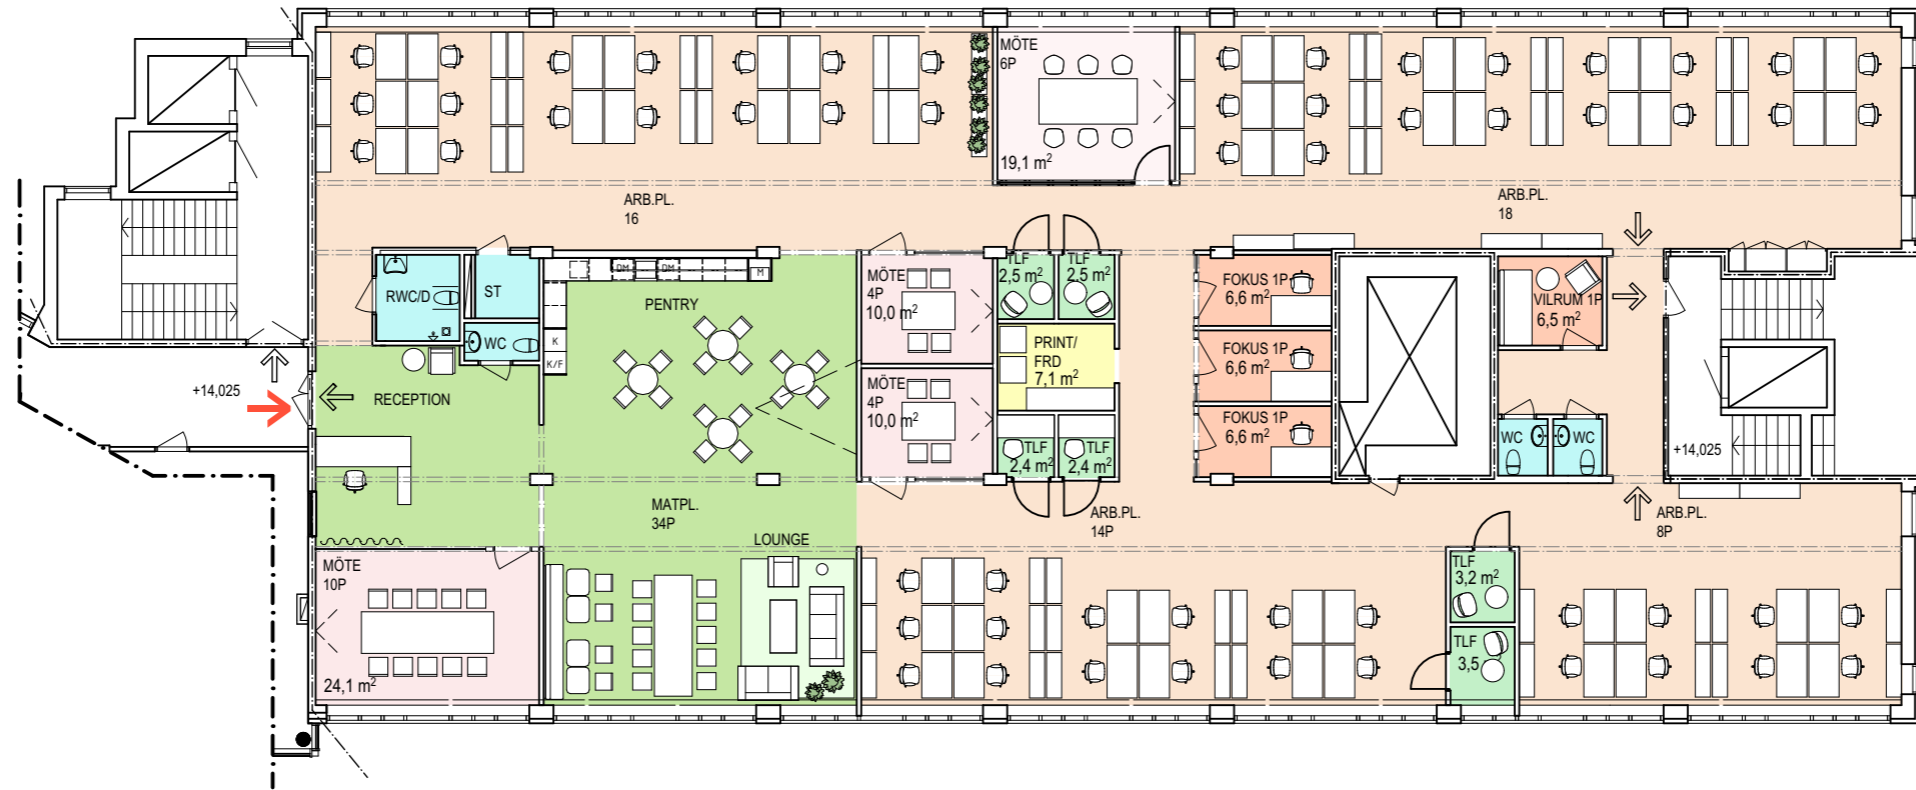 MÖTE
6P
19,1 m²
ARB.PL.
16
ARB.PL.
18
RWC/D
ST
WC
DM
DM
M
K
K/F
PENTRY
MÖTE
4P
10,0 m²
MÖTE
4P
10,0 m²
TLF
2,5 m²
TLF
2,5 m²
PRINT/
FRD
7,1 m²
TLF
2,4 m²
TLF
2,4 m²
FOKUS 1P
6,6 m²
FOKUS 1P
6,6 m²
FOKUS 1P
6,6 m²
VILRUM 1P
6,5 m²
WC
WC
+14,025
+14,025
RECEPTION
MATPL.
34P
LOUNGE
ARB.PL.
14P
ARB.PL.
8P
MÖTE
10P
24,1 m²
TLF
3,2 m²
TLF
3,5